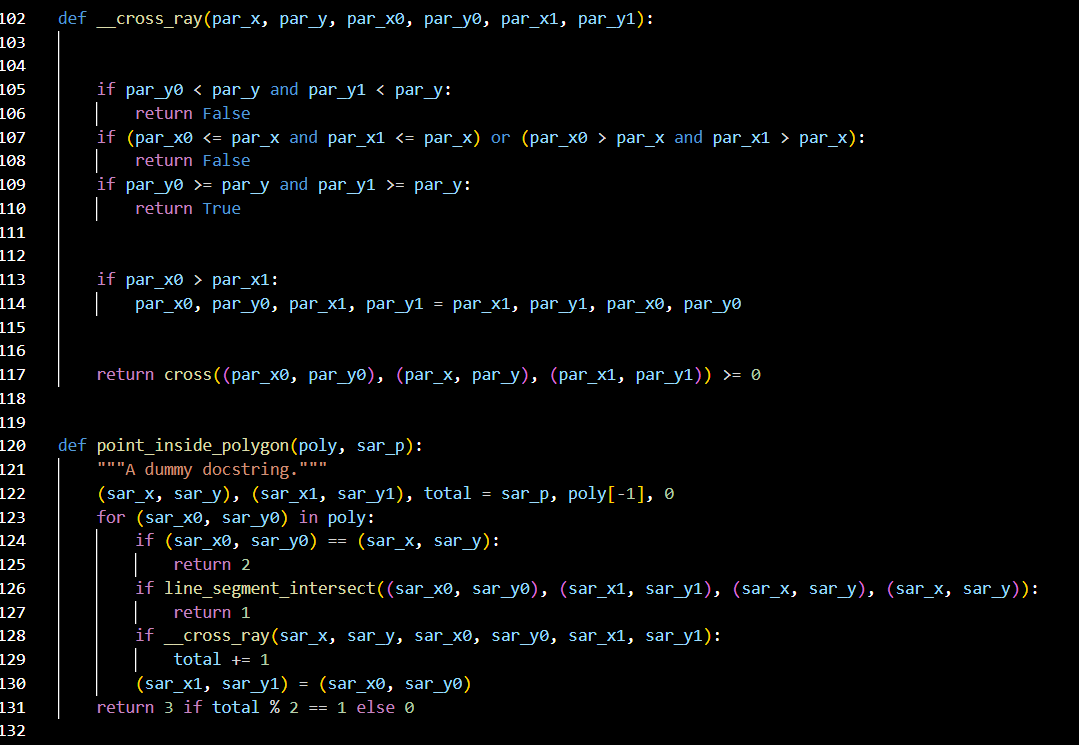 102 def __cross_ray(par_x, par_y, par_x0, par_y0, par_x1, par_y1):
103
104
105 if par_y0 < par_y and par_y1 < par_y:
106 return False
107 if (par_x0 <= par_x and par_x1 <= par_x) or (par_x0 > par_x and par_x1 > par_x):
108 return False
109 if par_y0 >= par_y and par_y1 >= par_y:
110 return True
111
112
113 if par_x0 > par_x1:
114 par_x0, par_y0, par_x1, par_y1 = par_x1, par_y1, par_x0, par_y0
115
116
117 return cross((par_x0, par_y0), (par_x, par_y), (par_x1, par_y1)) >= 0
118
119
120 def point_inside_polygon(poly, sar_p):
121 """A dummy docstring."""
122 (sar_x, sar_y), (sar_x1, sar_y1), total = sar_p, poly[-1], 0
123 for (sar_x0, sar_y0) in poly:
124 if (sar_x0, sar_y0) == (sar_x, sar_y):
125 return 2
126 if line_segment_intersect((sar_x0, sar_y0), (sar_x1, sar_y1), (sar_x, sar_y), (sar_x, sar_y)):
127 return 1
128 if __cross_ray(sar_x, sar_y, sar_x0, sar_y0, sar_x1, sar_y1):
129 total += 1
130 (sar_x1, sar_y1) = (sar_x0, sar_y0)
131 return 3 if total % 2 == 1 else 0
132